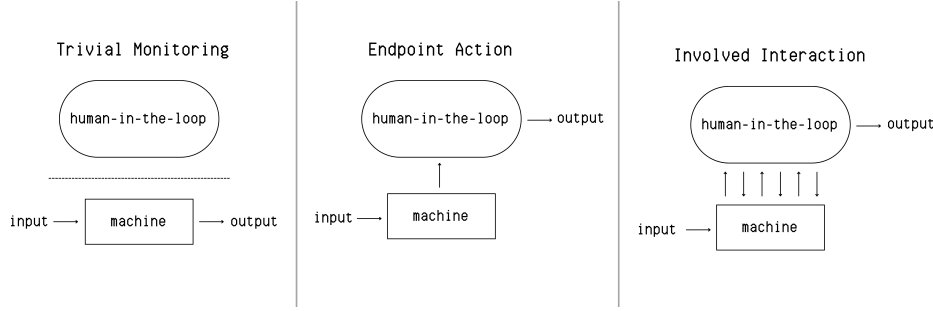 Trivial Monitoring
human-in-the-loop
input
machine
output
Endpoint Action
human-in-the-loop
output
input
machine
Involved Interaction
human-in-the-loop
output
input
machine